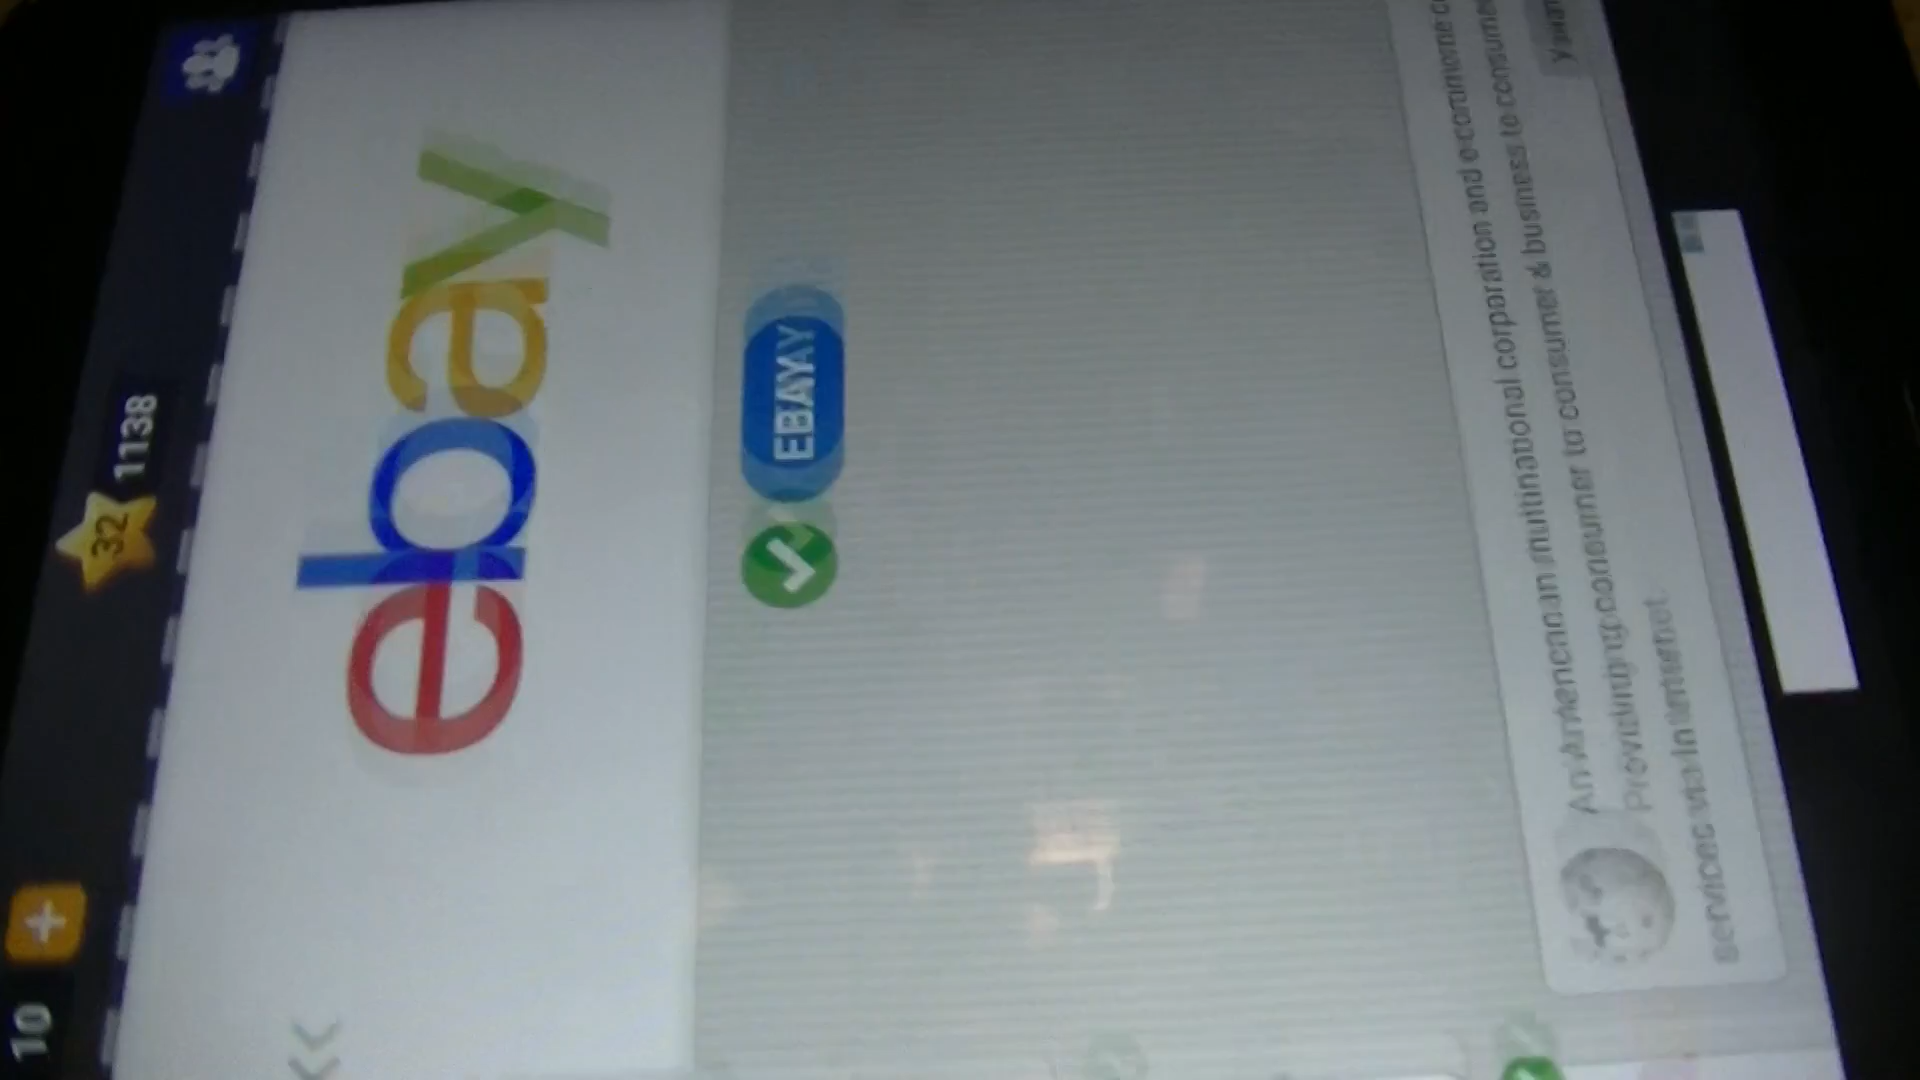 10
32
1138
ebay
EBAY
An American multinational corporation and e-commerce
Providing consumer to consumer & business to consumer
services via Internet